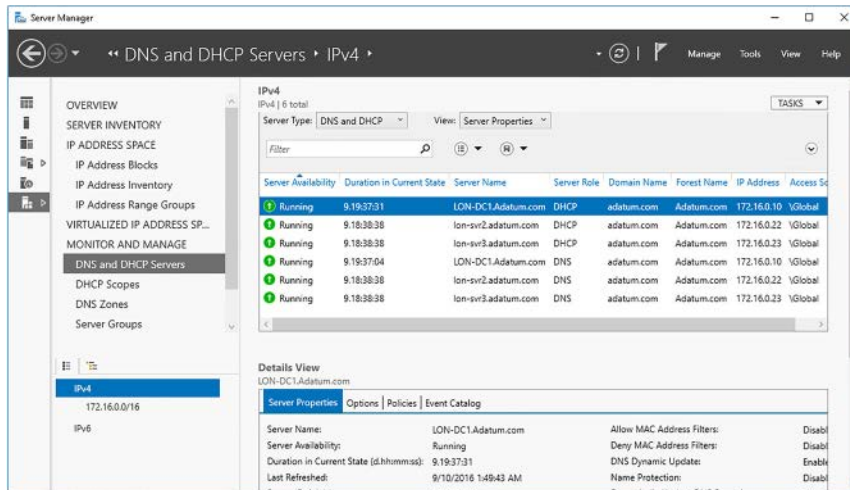 Server Manager
DNS and DHCP Servers IPv4
Manage Tools View Help
OVERVIEW
SERVER INVENTORY
IP ADDRESS SPACE
IP Address Blocks
IP Address Inventory
IP Address Range Groups
VIRTUALIZED IP ADDRESS SP...
MONITOR AND MANAGE
DNS and DHCP Servers
DHCP Scopes
DNS Zones
Server Groups
IPv4
172.16.0.0/16
IPv6
IPv4
IPv4 | 6 total
TASKS
Server Type: DNS and DHCP View: Server Properties
Filter
Server Availability Duration in Current State Server Name Server Role Domain Name Forest Name IP Address Access Sc
Running 9.19:37:31 LON-DC1.Adatum.com DHCP adatum.com Adatum.com 172.16.0.10 \Global
Running 9.18:38:38 lon-svr2.adatum.com DHCP adatum.com Adatum.com 172.16.0.22 \Global
Running 9.18:38:38 lon-svr3.adatum.com DHCP adatum.com Adatum.com 172.16.0.23 \Global
Running 9.19:37:04 LON-DC1.Adatum.com DNS adatum.com Adatum.com 172.16.0.10 \Global
Running 9.18:38:38 lon-svr2.adatum.com DNS adatum.com Adatum.com 172.16.0.22 \Global
Running 9.18:38:38 lon-svr3.adatum.com DNS adatum.com Adatum.com 172.16.0.23 \Global
Details View
LON-DC1.Adatum.com
Server Properties Options Policies Event Catalog
Server Name: LON-DC1.Adatum.com Allow MAC Address Filters: Disabl
Server Availability: Running Deny MAC Address Filters: Disabl
Duration in Current State (d.hh:mm:ss): 9.19:37:31 DNS Dynamic Update: Enable
Last Refreshed: 9/10/2016 1:49:43 AM Name Protection: Disabl